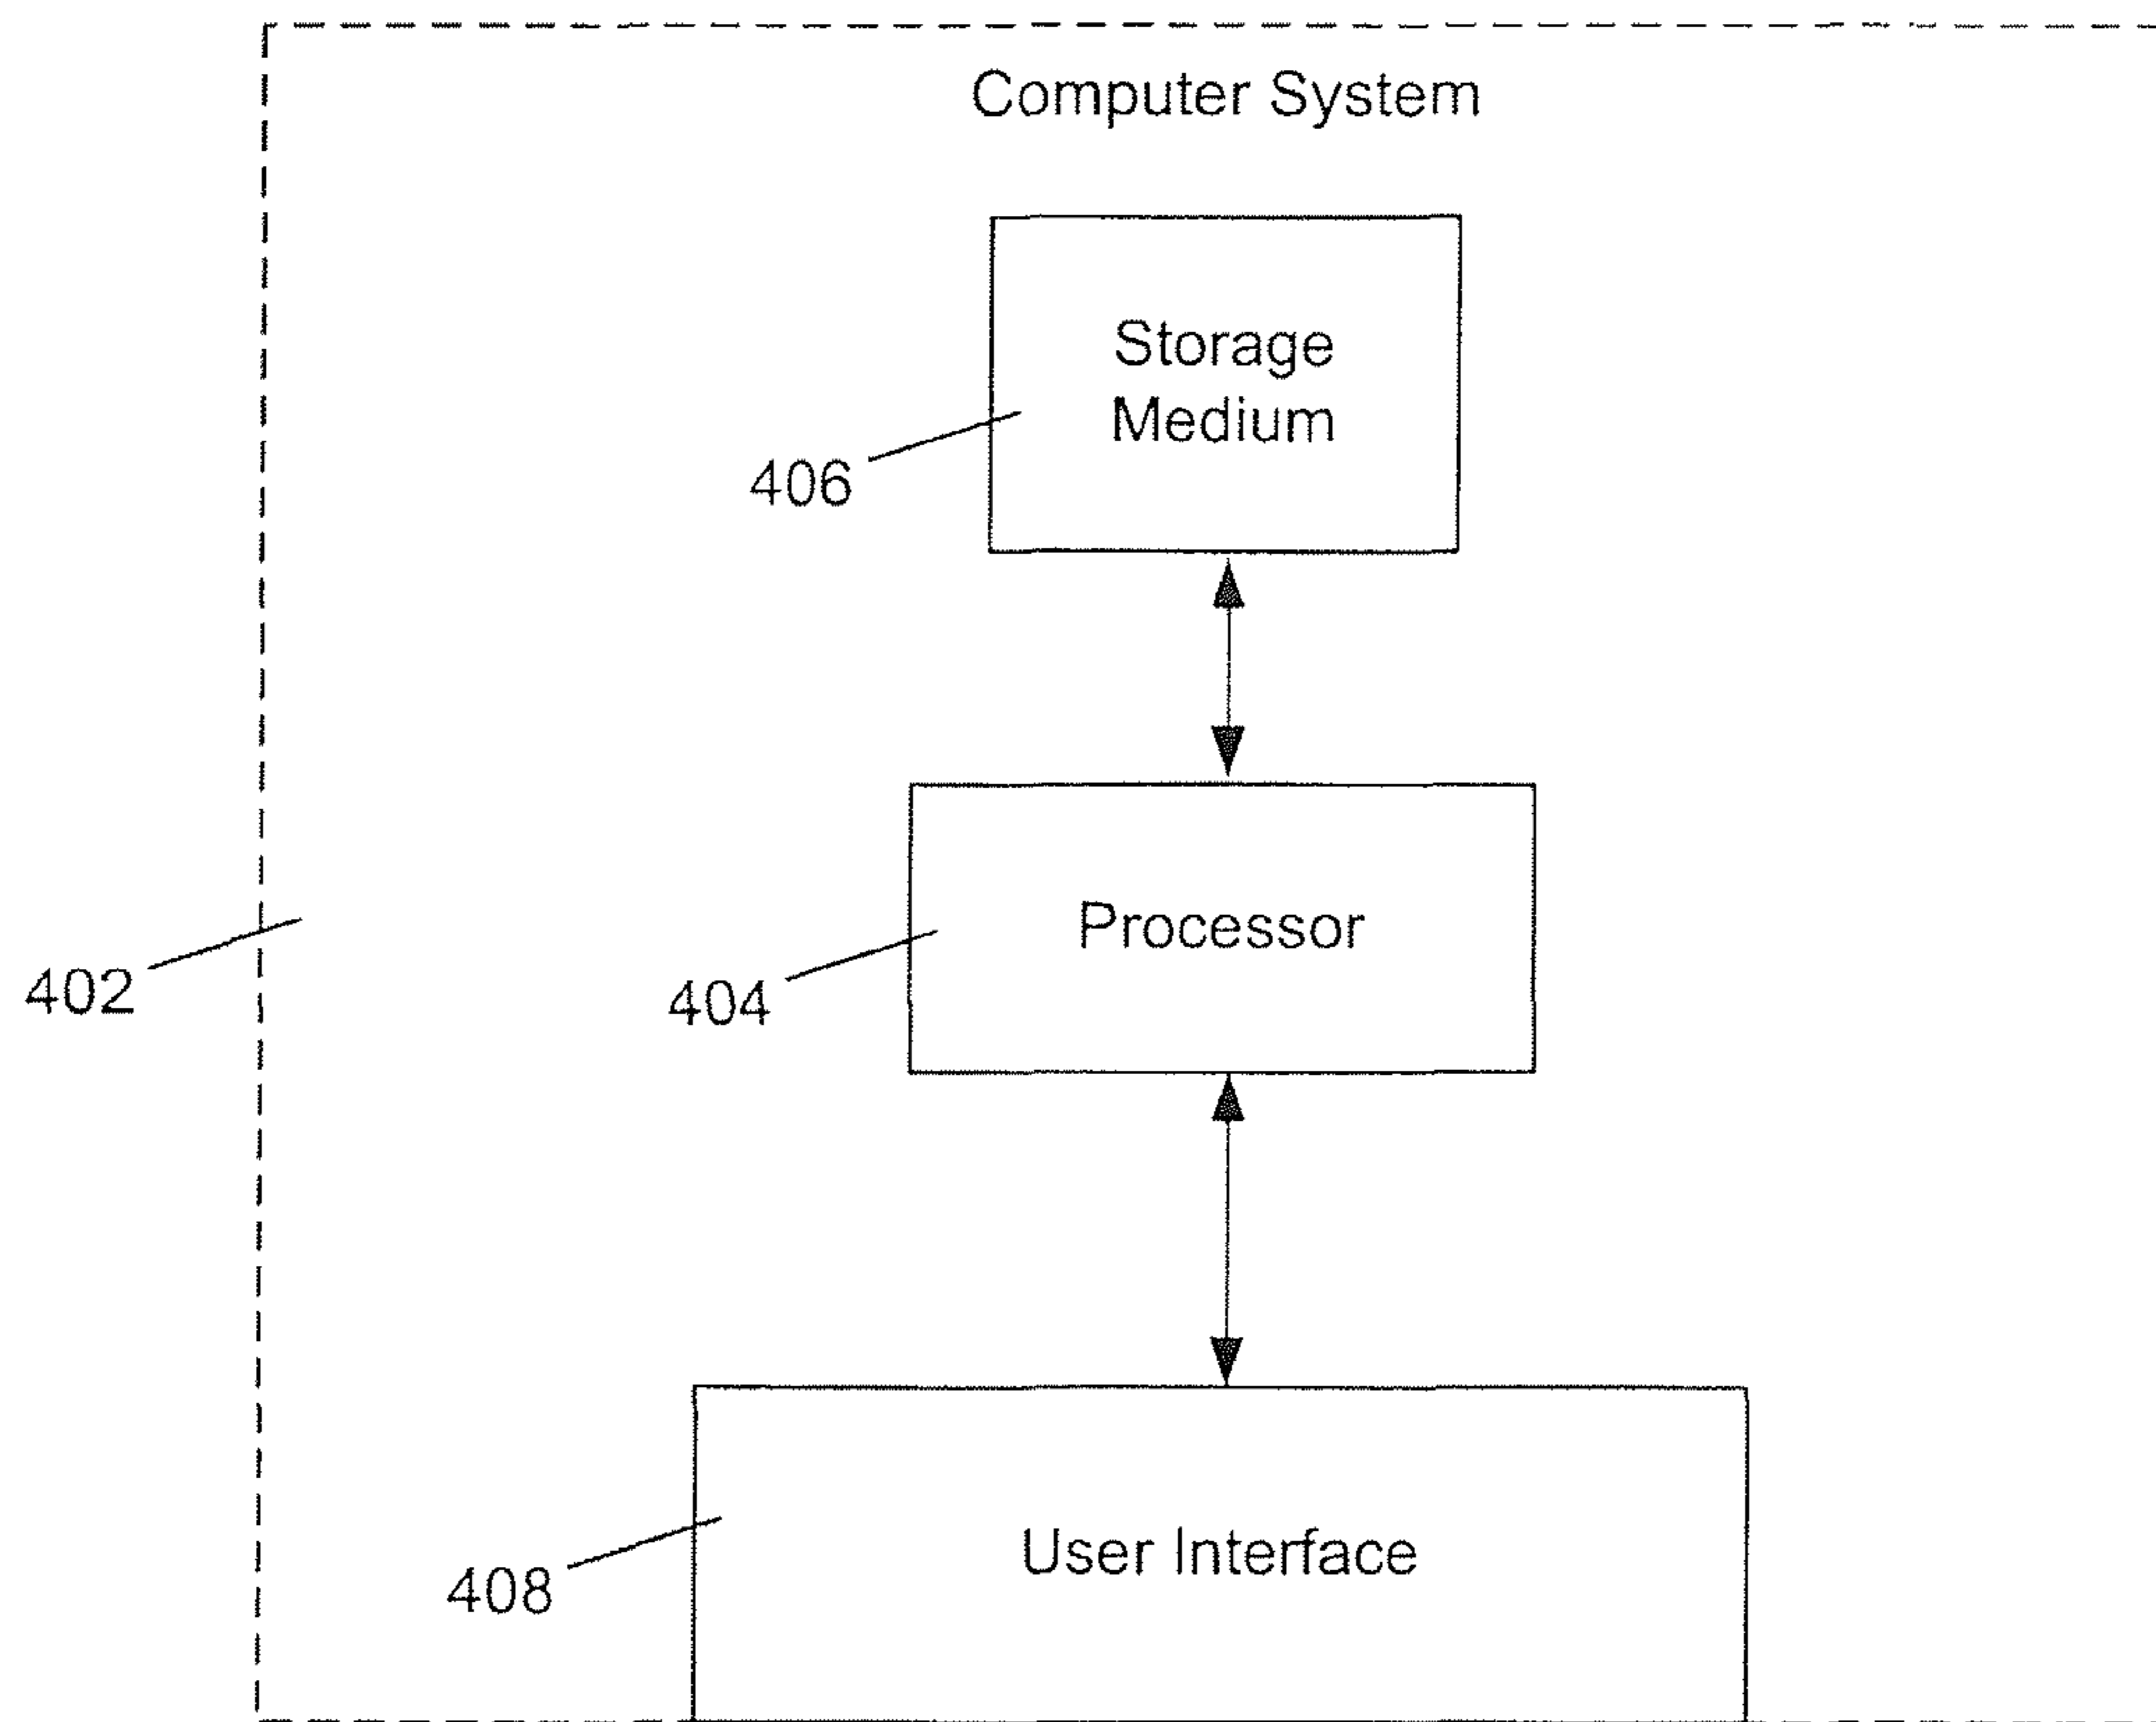 Computer System
Storage
Medium
406
Processor
402
404
User Interface
408